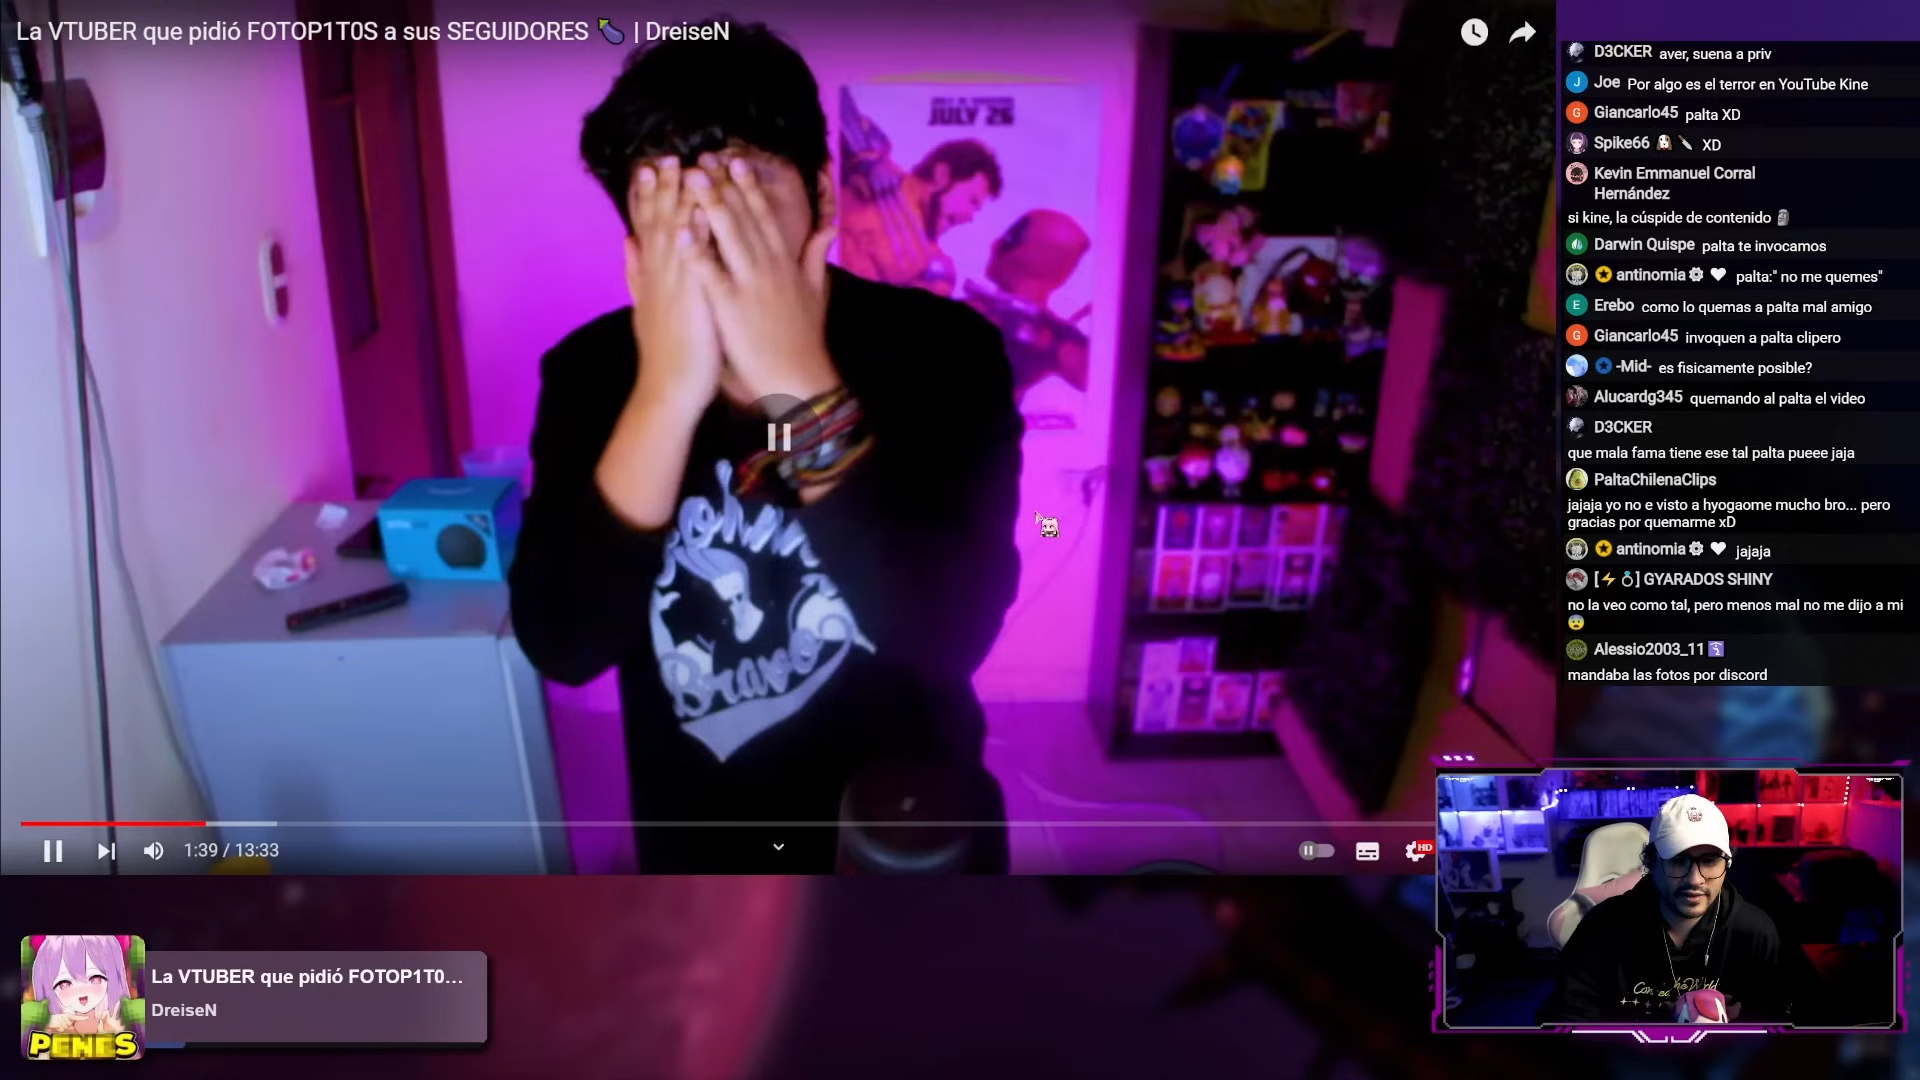 La VTUBER que pidió FOTOP1T0S a sus SEGUIDORES 🍆 | DreiseN
JULY 26
Johnny
Bravo
1:39 / 13:33
HD
D3CKER aver, suena a priv
J Joe Por algo es el terror en YouTube Kine
G Giancarlo45 palta XD
Spike66 XD
Kevin Emmanuel Corral
Hernández
si kine, la cúspide de contenido 🗿
Darwin Quispe palta te invocamos
antinomia palta:" no me quemes"
E Erebo como lo quemas a palta mal amigo
G Giancarlo45 invoquen a palta clipero
-Mid- es fisicamente posible?
Alucardg345 quemando al palta el video
D3CKER
que mala fama tiene ese tal palta pueee jaja
PaltaChilenaClips
jajaja yo no e visto a hyogaome mucho bro... pero
gracias por quemarme xD
antinomia jajaja
[⚡💍] GYARADOS SHINY
no la veo como tal, pero menos mal no me dijo a mi
😨
Alessio2003_11
mandaba las fotos por discord
La VTUBER que pidió FOTOP1T0...
DreiseN
PENES